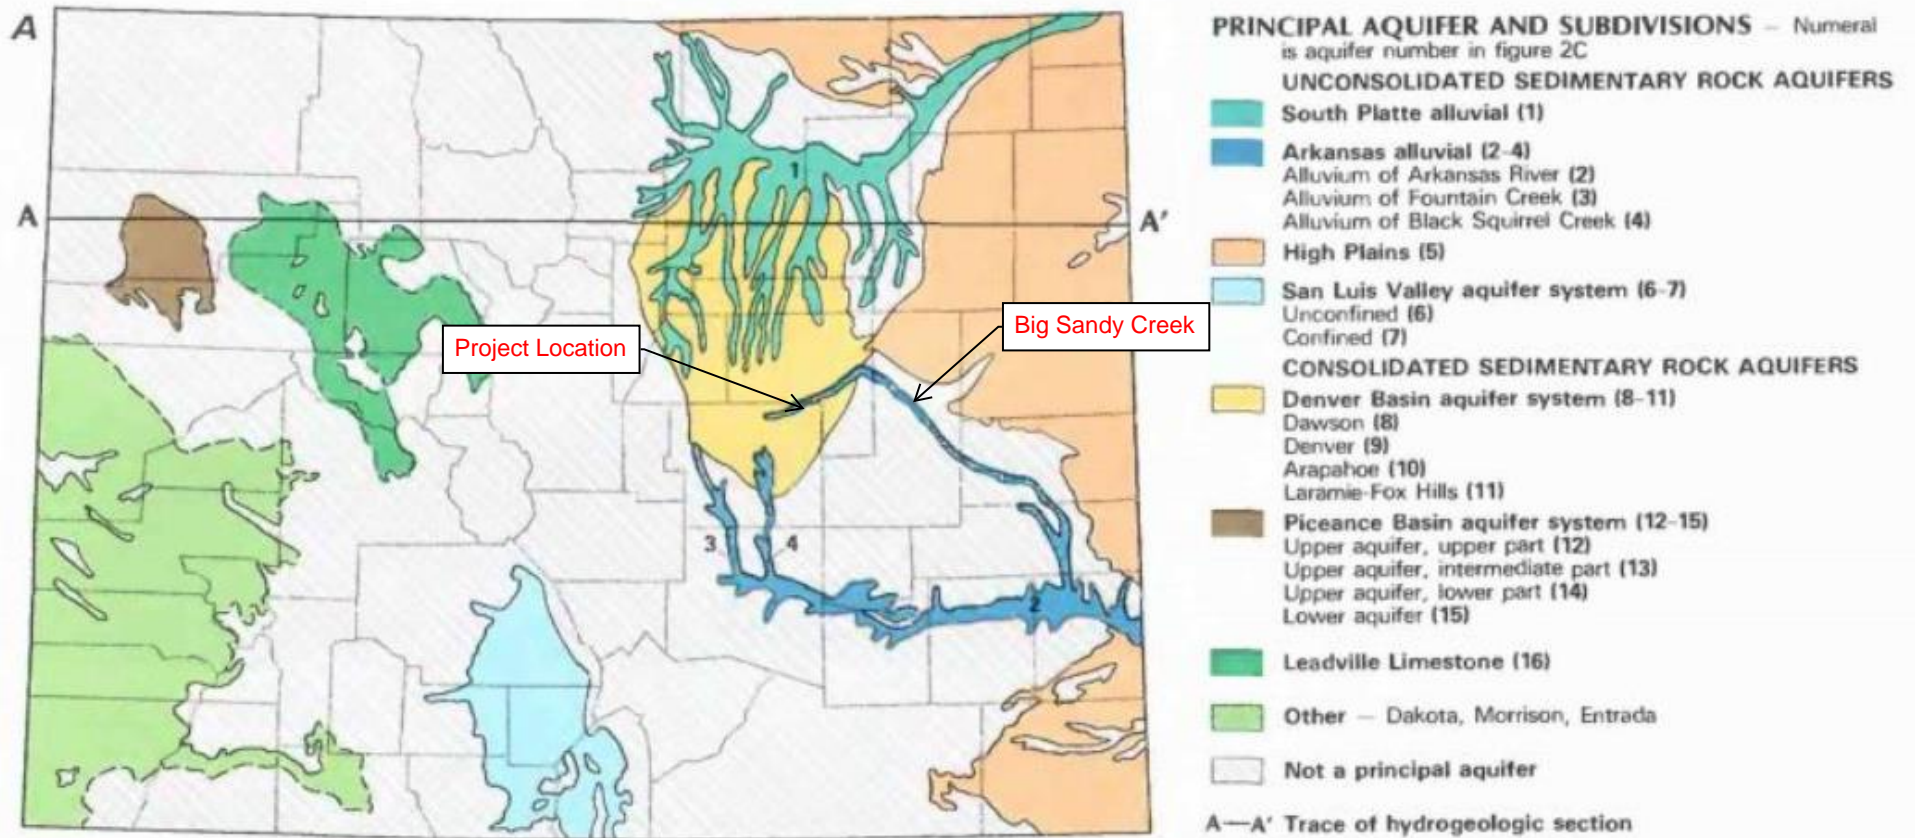 A
PRINCIPAL AQUIFER AND SUBDIVISIONS — Numeral
is aquifer number in figure 2C
UNCONSOLIDATED SEDIMENTARY ROCK AQUIFERS
South Platte alluvial (1)
Arkansas alluvial (2-4)
Alluvium of Arkansas River (2)
Alluvium of Fountain Creek (3)
Alluvium of Black Squirrel Creek (4)
High Plains (5)
San Luis Valley aquifer system (6-7)
Unconfined (6)
Confined (7)
CONSOLIDATED SEDIMENTARY ROCK AQUIFERS
Denver Basin aquifer system (8-11)
Dawson (8)
Denver (9)
Arapahoe (10)
Laramie-Fox Hills (11)
Piceance Basin aquifer system (12-15)
Upper aquifer, upper part (12)
Upper aquifer, intermediate part (13)
Upper aquifer, lower part (14)
Lower aquifer (15)
Leadville Limestone (16)
Other — Dakota, Morrison, Entrada
Not a principal aquifer
A—A' Trace of hydrogeologic section
1
A
A'
Big Sandy Creek
Project Location
3
4
2